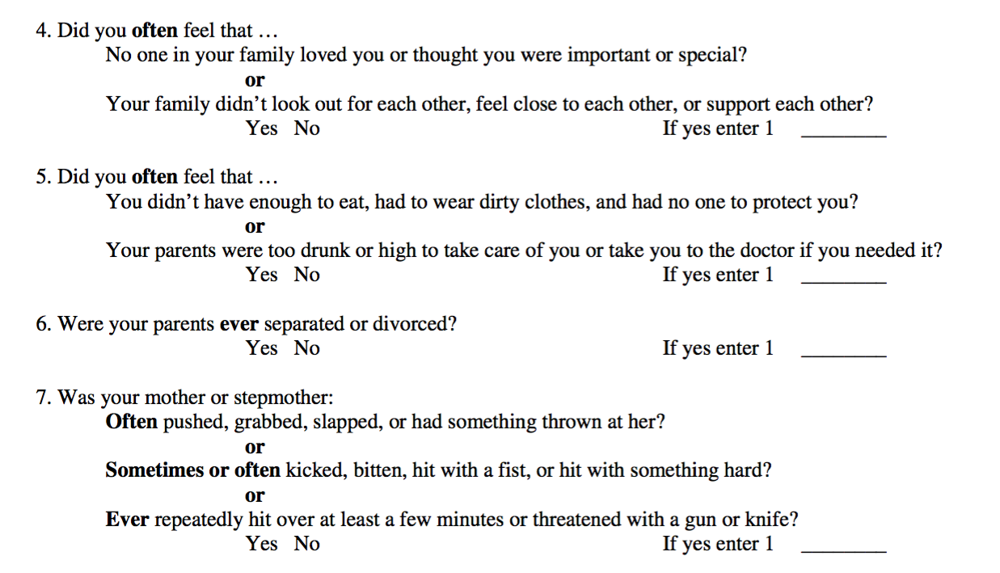 4. Did you often feel that …
No one in your family loved you or thought you were important or special?
or
Your family didn’t look out for each other, feel close to each other, or support each other?
Yes No If yes enter 1 ________
5. Did you often feel that …
You didn’t have enough to eat, had to wear dirty clothes, and had no one to protect you?
or
Your parents were too drunk or high to take care of you or take you to the doctor if you needed it?
Yes No If yes enter 1 ________
6. Were your parents ever separated or divorced?
Yes No If yes enter 1 ________
7. Was your mother or stepmother:
Often pushed, grabbed, slapped, or had something thrown at her?
or
Sometimes or often kicked, bitten, hit with a fist, or hit with something hard?
or
Ever repeatedly hit over at least a few minutes or threatened with a gun or knife?
Yes No If yes enter 1 ________